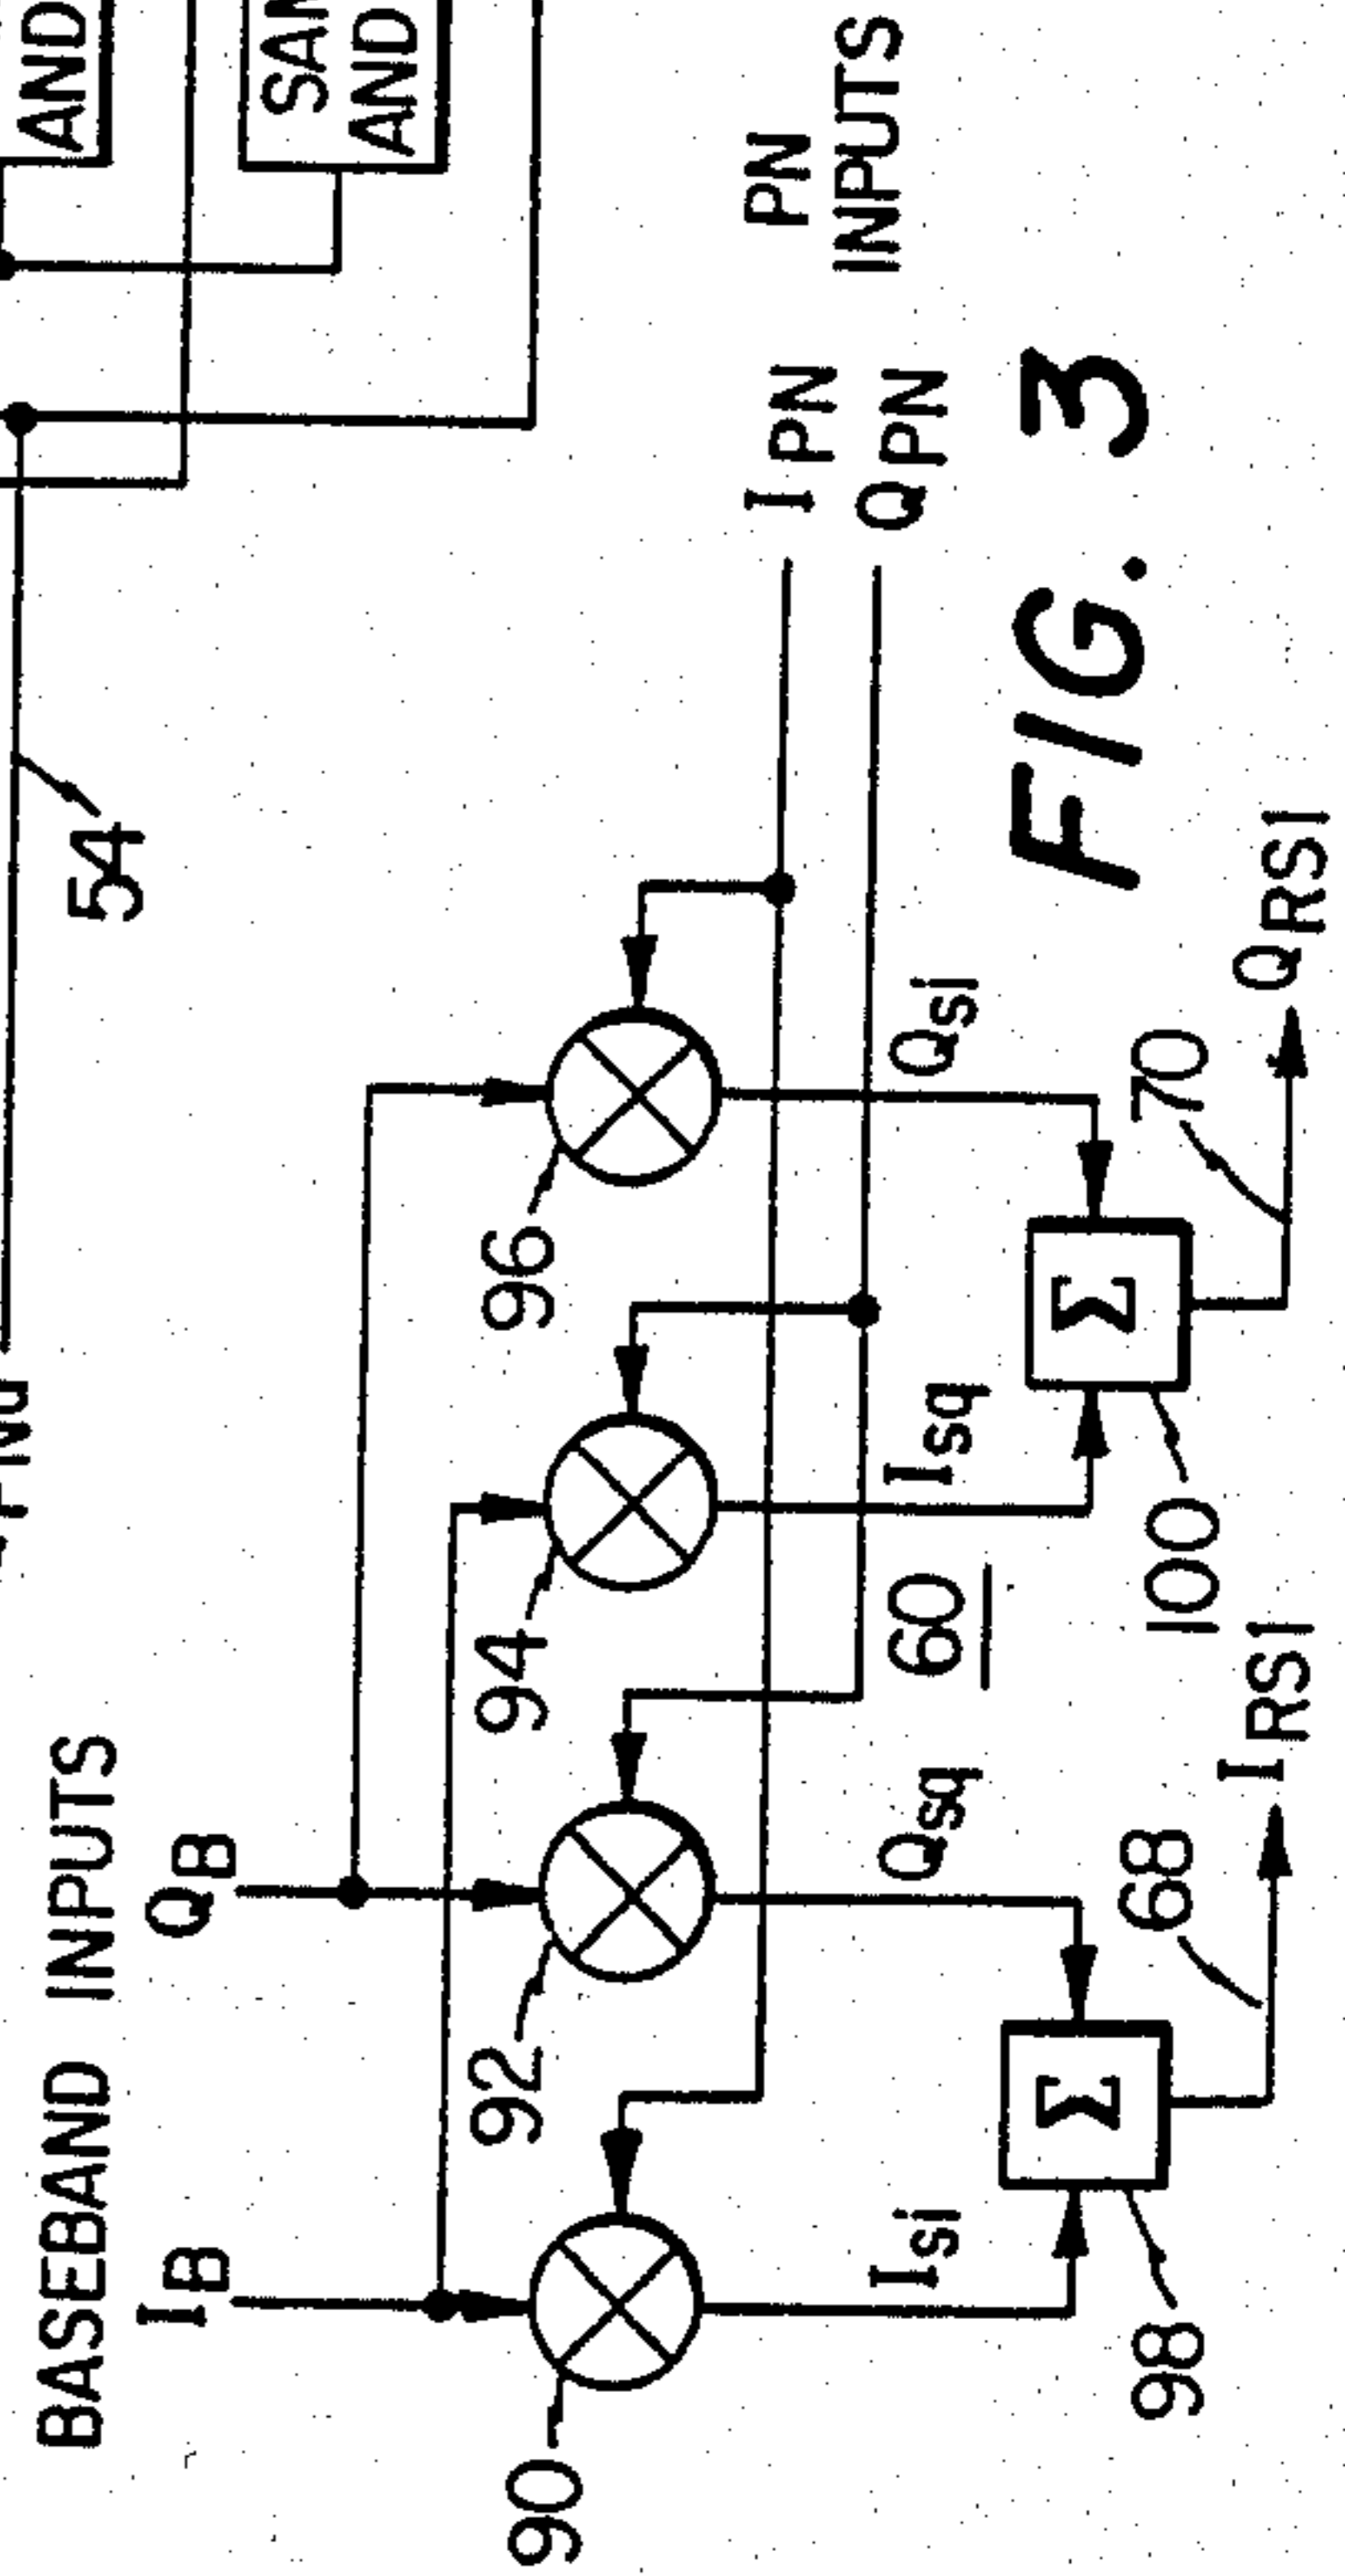 AND
SAM
AND
54
BASEBAND INPUTS
I B
Q B
PN
INPUTS
I PN
Q PN
90
92
94
96
I si
Q sq
I sq
Q si
60
98
Σ
68
I RSI
100
Σ
70
Q RSI
FIG. 3